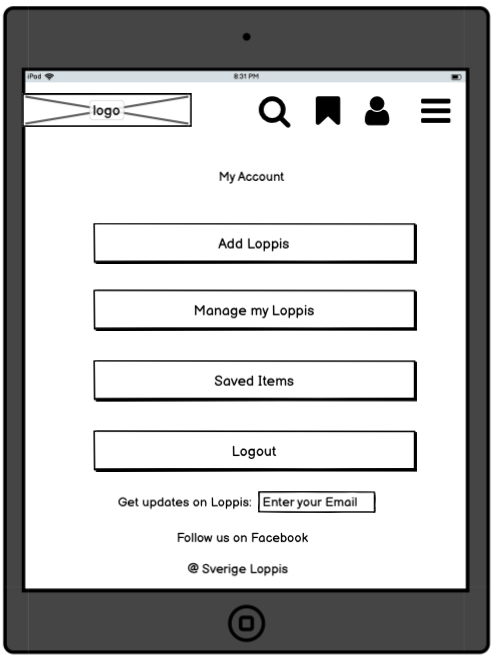 iPad 8:31 PM
logo
My Account
Add Loppis
Manage my Loppis
Saved Items
Logout
Get updates on Loppis: Enter your Email
Follow us on Facebook
@ Sverige Loppis